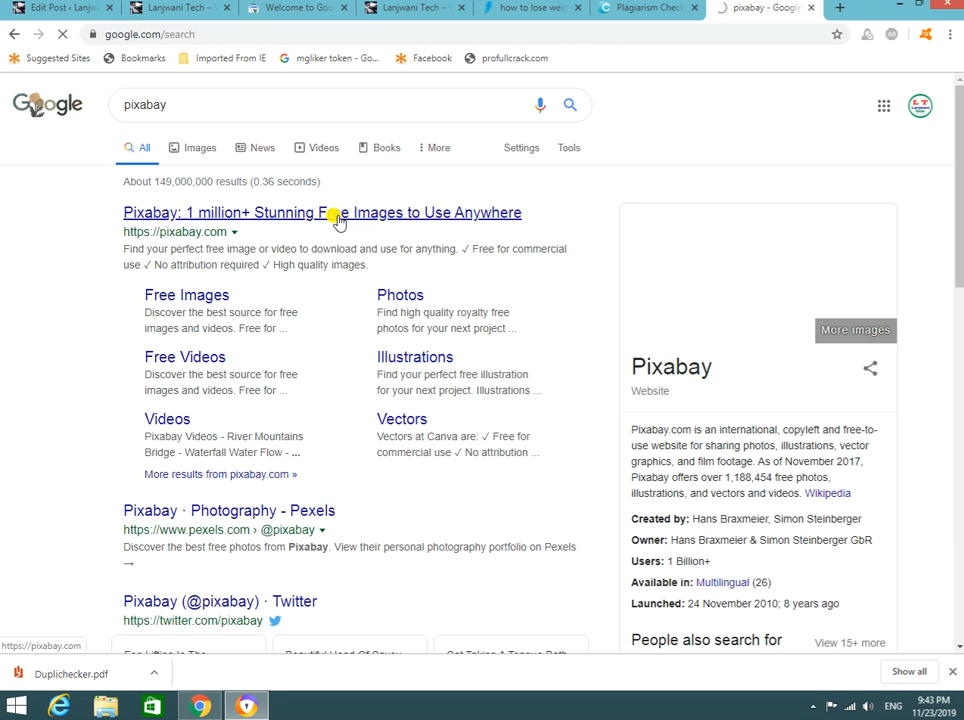 Edit Post ‹ Lanjw
Lanjwani Tech – V
Welcome to Goo
Lanjwani Tech – V
how to lose weig
Plagiarism Check
pixabay - Google
google.com/search
Suggested Sites
Bookmarks
Imported From IE
mgliker token - Go...
Facebook
profullcrack.com
Google
pixabay
LT
All
Images
News
Videos
Books
More
Settings
Tools
About 149,000,000 results (0.36 seconds)
Pixabay: 1 million+ Stunning Free Images to Use Anywhere
https://pixabay.com
Find your perfect free image or video to download and use for anything. ✓ Free for commercial
use ✓ No attribution required ✓ High quality images.
Free Images
Discover the best source for free
images and videos. Free for ...
Photos
Find high quality royalty free
photos for your next project ...
Free Videos
Discover the best source for free
images and videos. Free for ...
Illustrations
Find your perfect free illustration
for your next project. Illustrations ...
Videos
Pixabay Videos - River Mountains
Bridge - Waterfall Water Flow - ...
Vectors
Vectors at Canva are: ✓ Free for
commercial use ✓ No attribution ...
More results from pixabay.com »
Pixabay · Photography - Pexels
https://www.pexels.com › @pixabay
Discover the best free photos from Pixabay. View their personal photography portfolio on Pexels
→
Pixabay (@pixabay) · Twitter
https://twitter.com/pixabay
More images
Pixabay
Website
Pixabay.com is an international, copyleft and free-to-
use website for sharing photos, illustrations, vector
graphics, and film footage. As of November 2017,
Pixabay offers over 1,188,454 free photos,
illustrations, and vectors and videos. Wikipedia
Created by: Hans Braxmeier, Simon Steinberger
Owner: Hans Braxmeier & Simon Steinberger GbR
Users: 1 Billion+
Available in: Multilingual (26)
Launched: 24 November 2010; 8 years ago
People also search for
View 15+ more
https://pixabay.com
Duplichecker.pdf
Show all
ENG
9:43 PM
11/23/2019